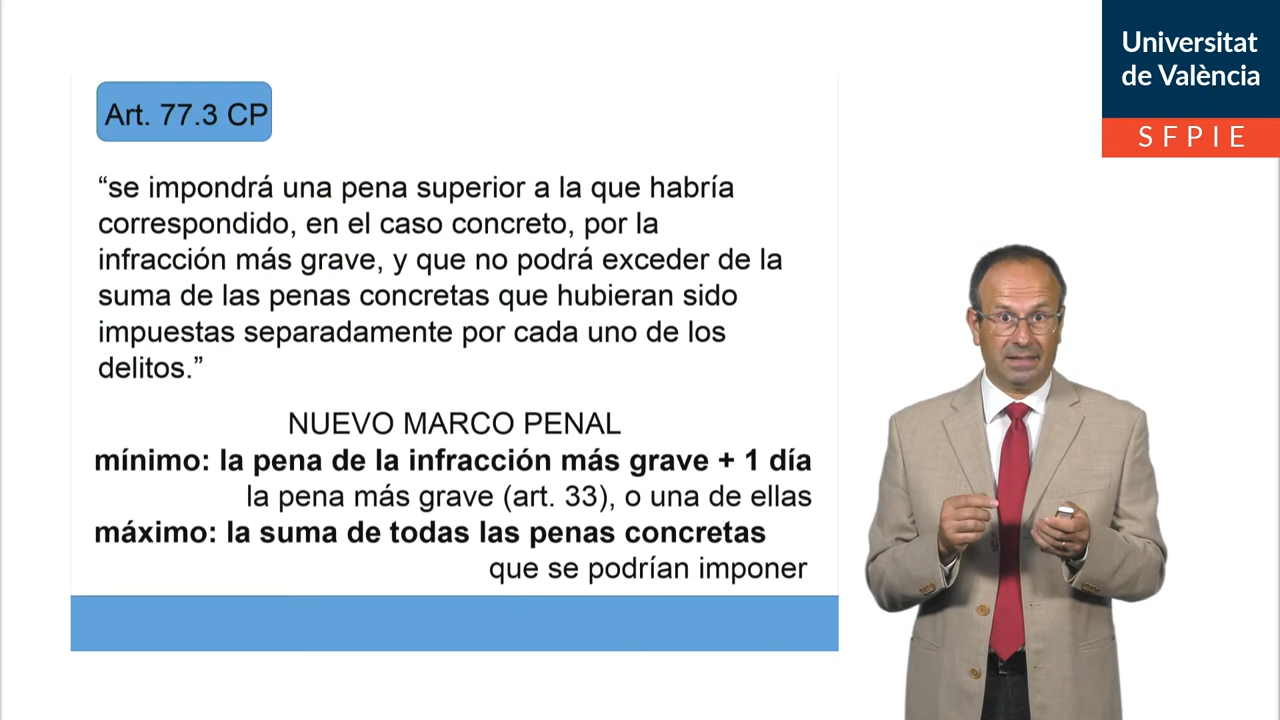 Universitat
de València
SFPIE
Art. 77.3 CP
“se impondrá una pena superior a la que habría
correspondido, en el caso concreto, por la
infracción más grave, y que no podrá exceder de la
suma de las penas concretas que hubieran sido
impuestas separadamente por cada uno de los
delitos.”
NUEVO MARCO PENAL
mínimo: la pena de la infracción más grave + 1 día
la pena más grave (art. 33), o una de ellas
máximo: la suma de todas las penas concretas
que se podrían imponer